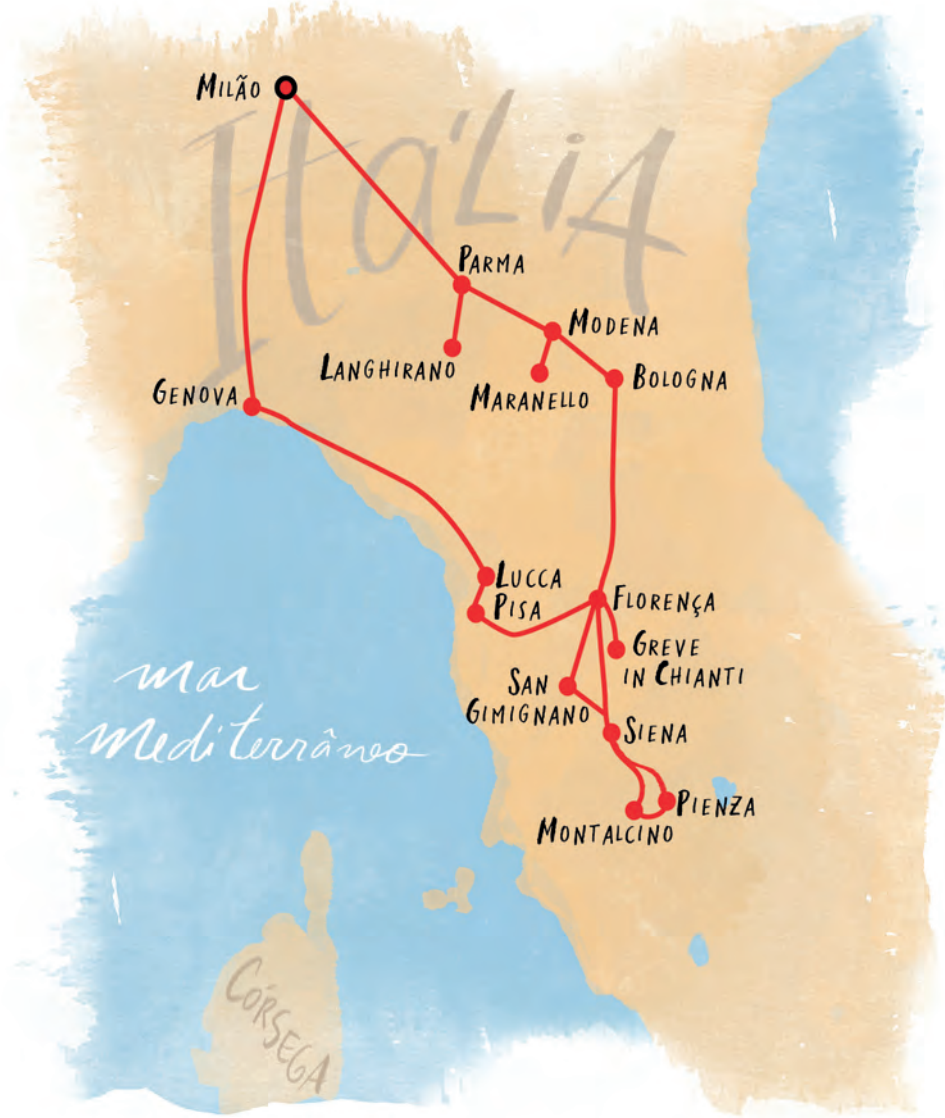 MILÃO
ItáLiA
PARMA
MODENA
LANGHIRANO
BOLOGNA
MARANELLO
GENOVA
LUCCA
PISA
FLORENÇA
GREVE
IN CHIANTI
SAN
GIMIGNANO
SIENA
mar
Mediterrâneo
PIENZA
MONTALCINO
CÓRSEGA